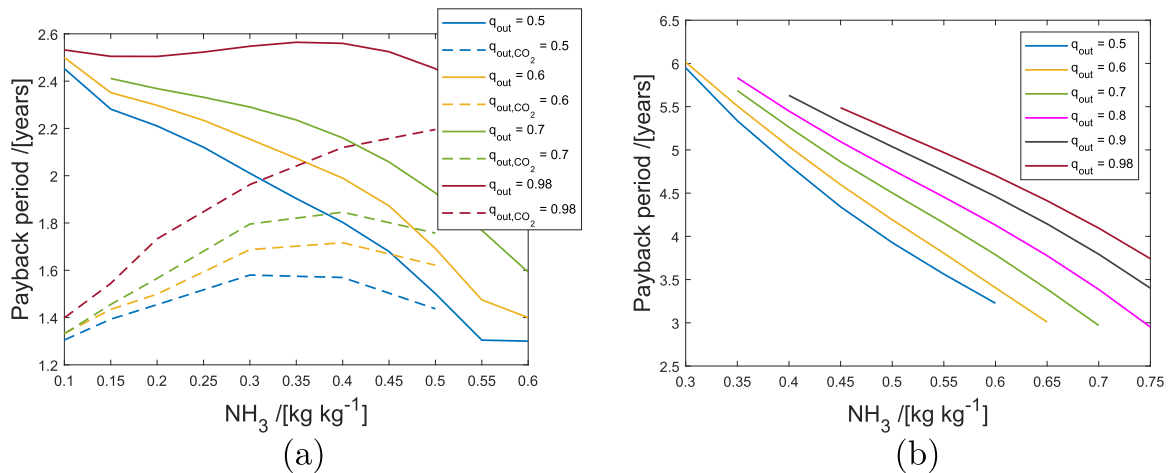 2.6
2.4
2.2
2
1.8
1.6
1.4
1.2
Payback period /[years]
0.1 0.15 0.2 0.25 0.3 0.35 0.4 0.45 0.5 0.55 0.6
NH3 /[kg kg-1]
qout = 0.5
qout,CO2 = 0.5
qout = 0.6
qout,CO2 = 0.6
qout = 0.7
qout,CO2 = 0.7
qout = 0.98
qout,CO2 = 0.98
(a)
6.5
6
5.5
5
4.5
4
3.5
3
2.5
Payback period /[years]
0.3 0.35 0.4 0.45 0.5 0.55 0.6 0.65 0.7 0.75
NH3 /[kg kg-1]
qout = 0.5
qout = 0.6
qout = 0.7
qout = 0.8
qout = 0.9
qout = 0.98
(b)